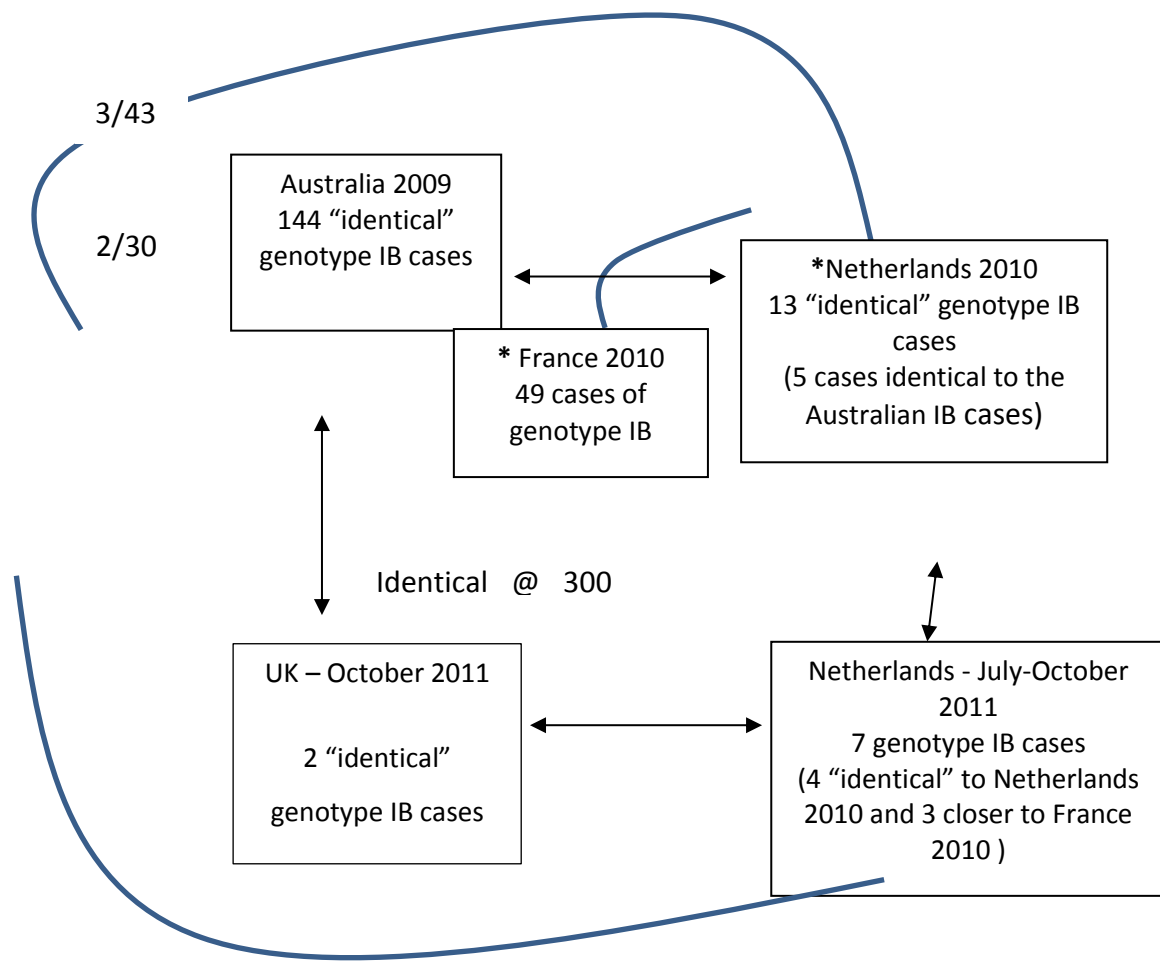 3/43
2/30
Australia 2009
144 “identical”
genotype IB cases
*Netherlands 2010
13 “identical” genotype IB
cases
(5 cases identical to the
Australian IB cases)
* France 2010
49 cases of
genotype IB
Identical @ 300
UK – October 2011
2 “identical”
genotype IB cases
Netherlands - July-October
2011
7 genotype IB cases
(4 “identical” to Netherlands
2010 and 3 closer to France
2010 )